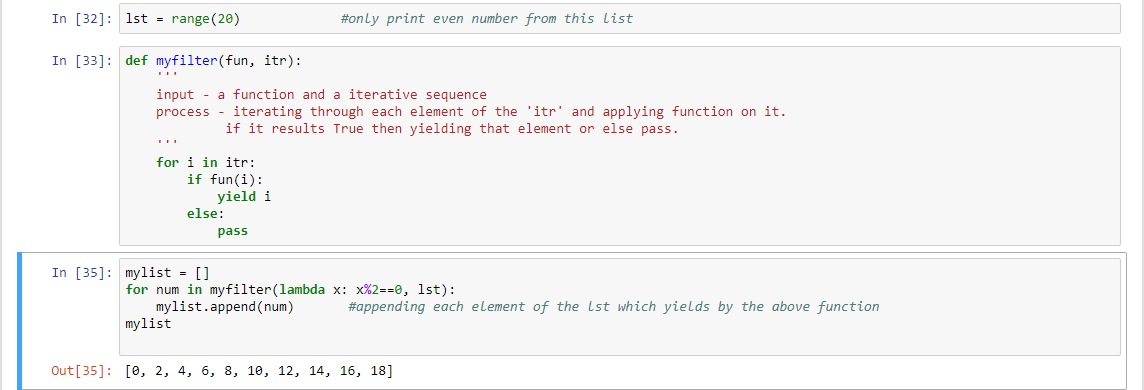 In [32]: lst = range(20) #only print even number from this list
In [33]: def myfilter(fun, itr):
'''
input - a function and a iterative sequence
process - iterating through each element of the 'itr' and applying function on it.
if it results True then yielding that element or else pass.
'''
for i in itr:
if fun(i):
yield i
else:
pass
In [35]: mylist = []
for num in myfilter(lambda x: x%2==0, lst):
mylist.append(num) #appending each element of the lst which yields by the above function
mylist
Out[35]: [0, 2, 4, 6, 8, 10, 12, 14, 16, 18]